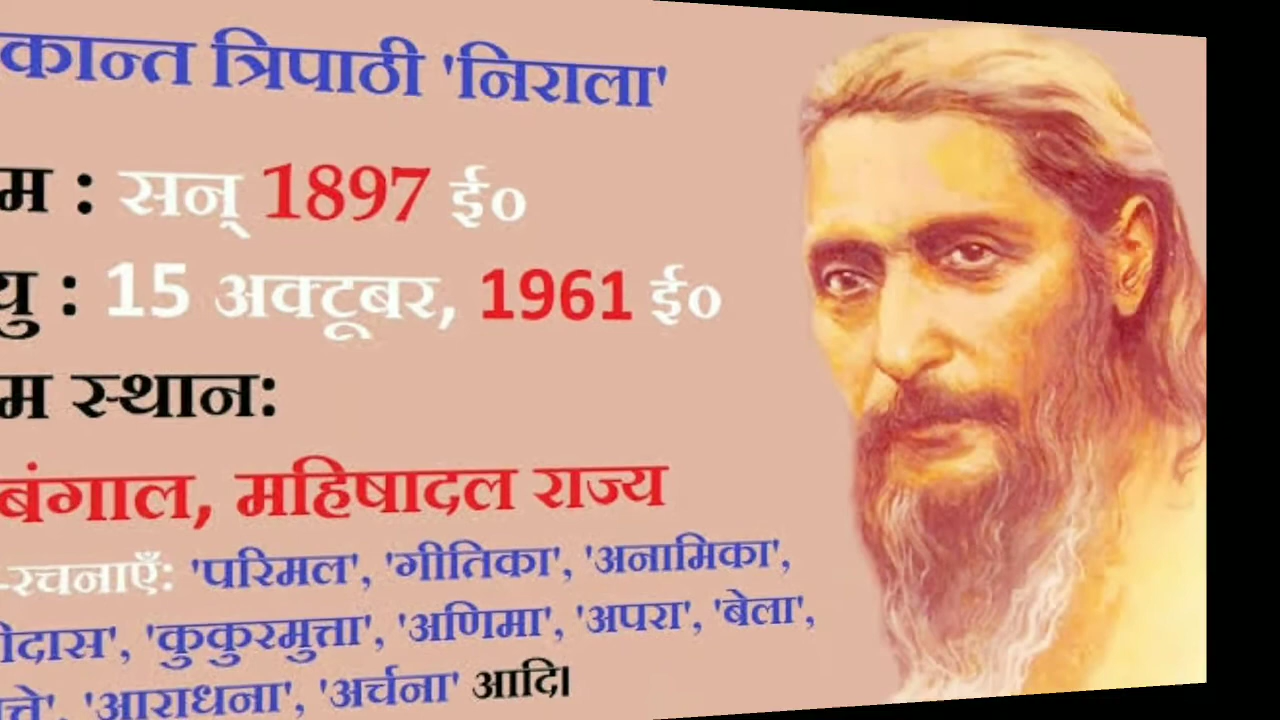 कान्त त्रिपाठी 'निराला'
म : सन् 1897 ई०
यु : 15 अक्टूबर, 1961 ई०
म स्थान:
बंगाल, महिषादल राज्य
-रचनाएँ: 'परिमल', 'गीतिका', 'अनामिका',
दास', 'कुकुरमुत्ता', 'अणिमा', 'अपरा', 'बेला',
त्ते', 'आराधना', 'अर्चना' आदि।